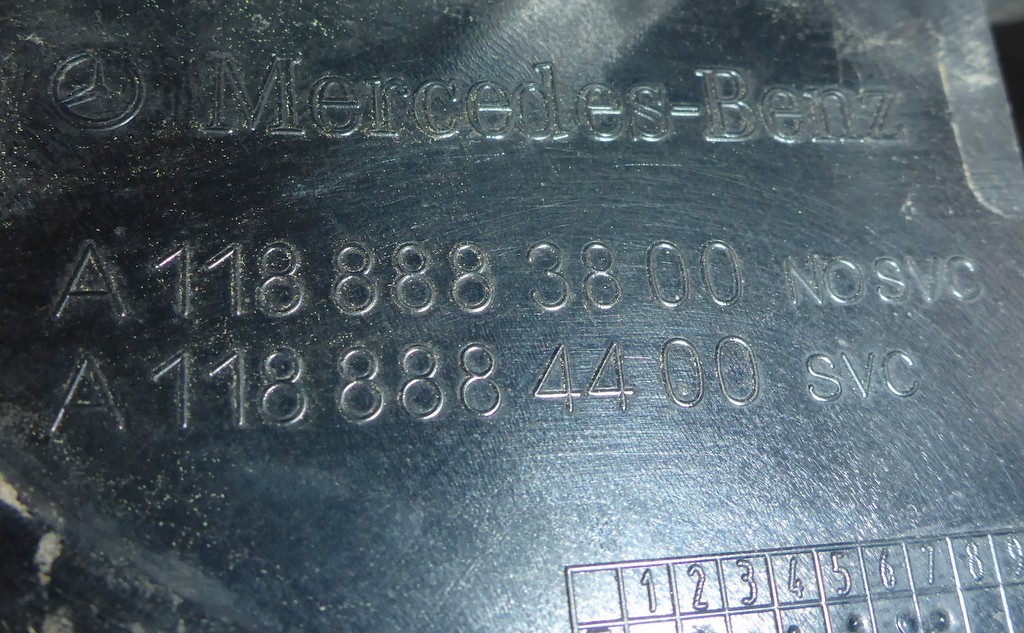 Mercedes-Benz
A 118 888 38 00 NOSVC
A 118 888 44 00 SVC
1 2 3 4 5 6 7 8 9